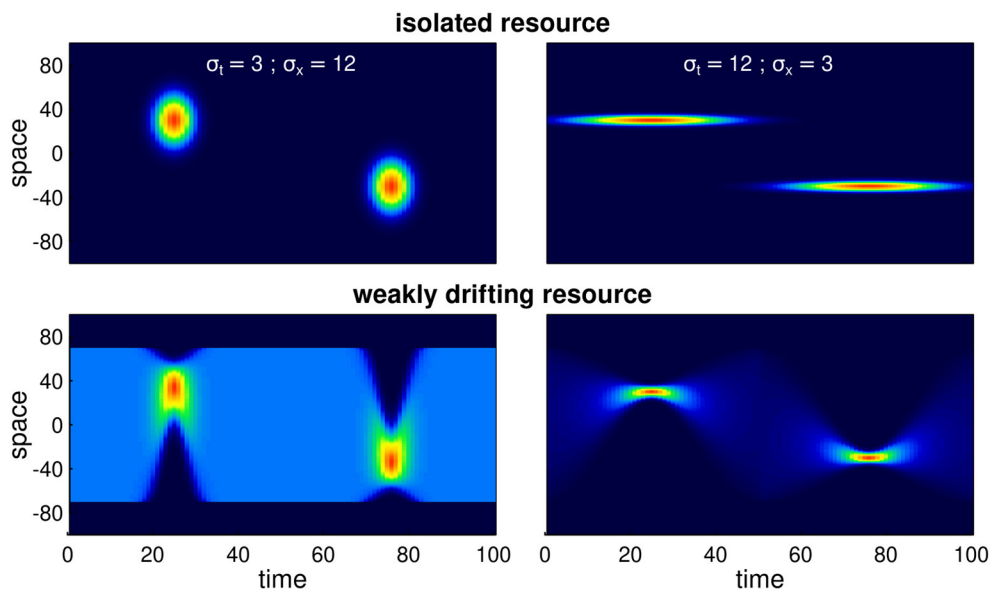 isolated resource
σt = 3 ; σx = 12
σt = 12 ; σx = 3
80
40
0
-40
-80
space
weakly drifting resource
80
40
0
-40
-80
space
0 20 40 60 80 100
0 20 40 60 80 100
time
time